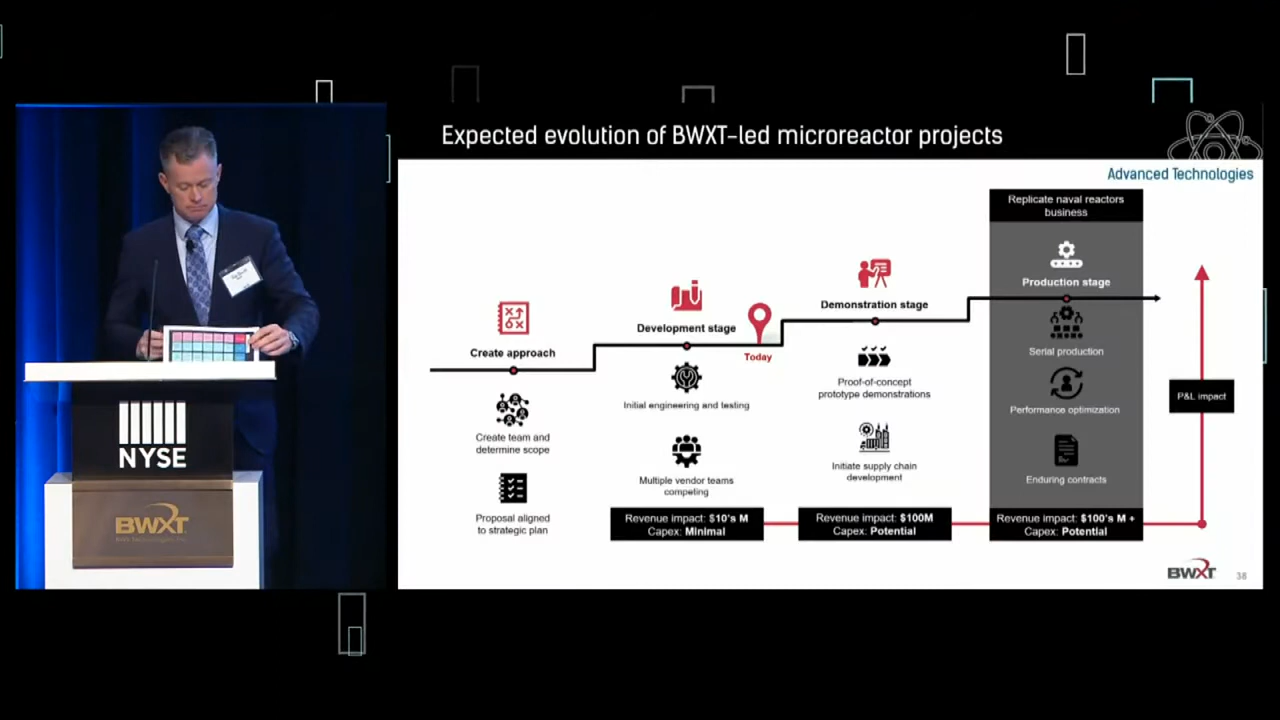 Expected evolution of BWXT-led microreactor projects
Advanced Technologies
Replicate naval reactors
business
Production stage
Demonstration stage
Development stage
Create approach
Today
Create team and
determine scope
Proposal aligned
to strategic plan
Initial engineering and testing
Multiple vendor teams
competing
Revenue impact: $10's M
Capex: Minimal
Proof-of-concept
prototype demonstrations
Initiate supply chain
development
Revenue impact: $100M
Capex: Potential
Serial production
Performance optimization
Enduring contracts
Revenue impact: $100's M +
Capex: Potential
P&L impact
BWXT
38
NYSE
BWXT